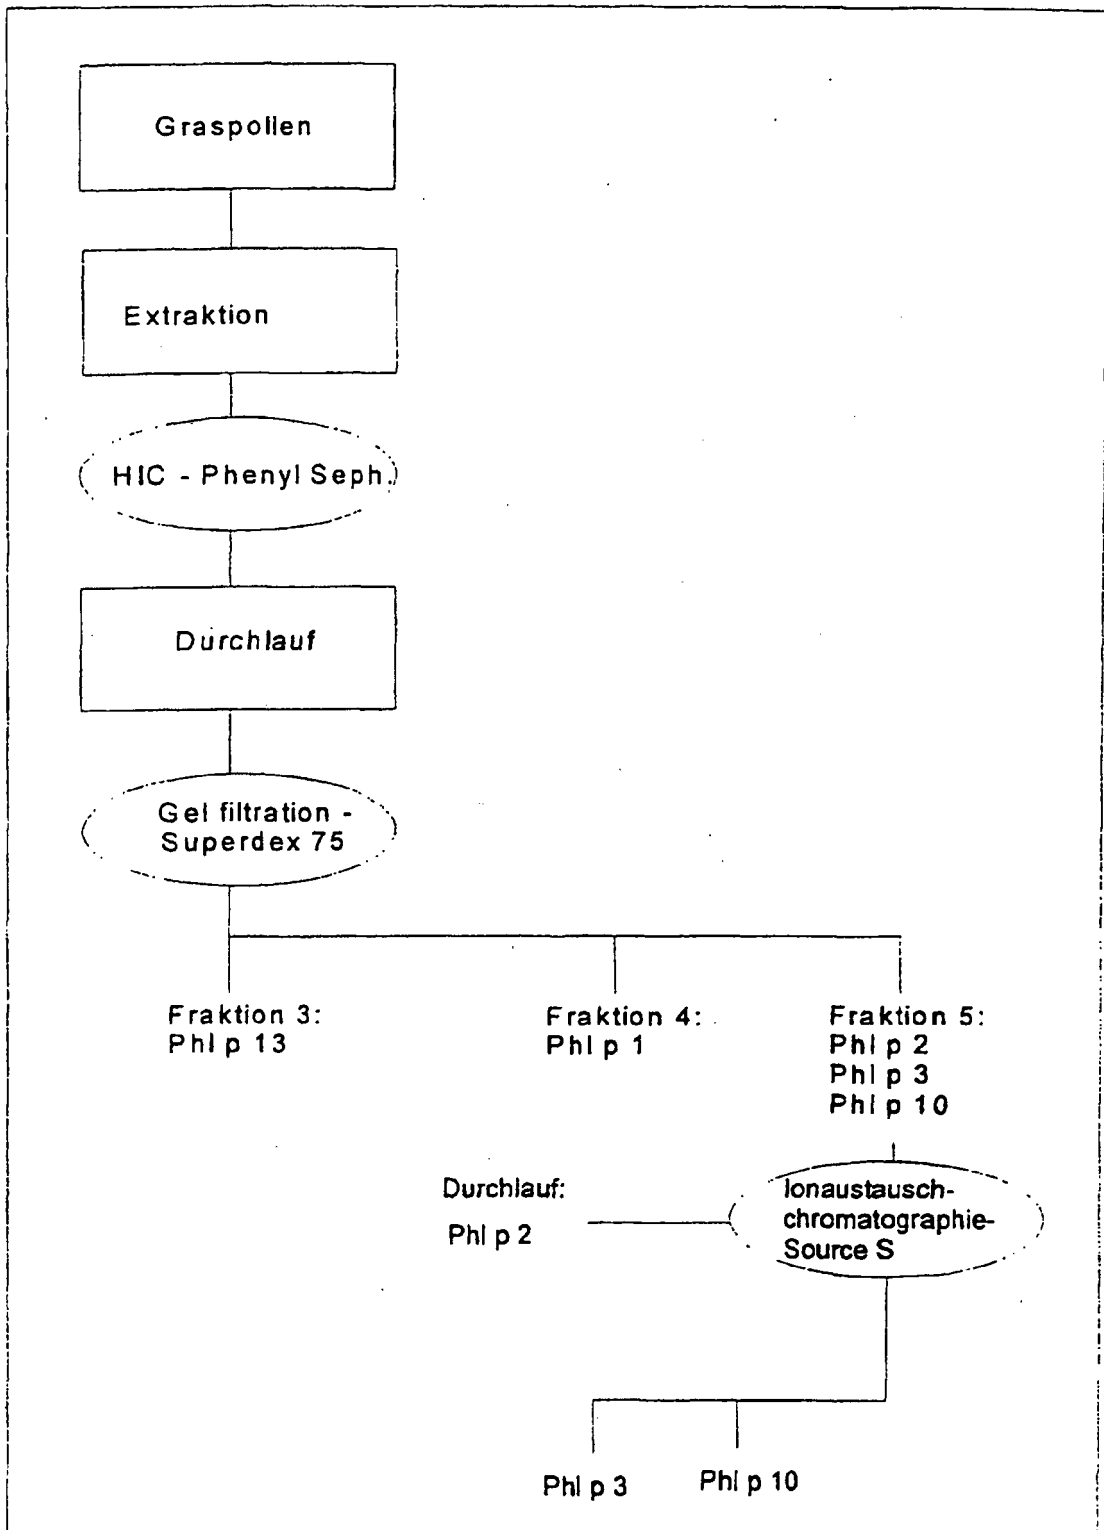 Graspollen
Extraktion
HIC - Phenyl Seph.
Durchlauf
Gel filtration -
Superdex 75
Fraktion 3:
Phl p 13
Fraktion 4:
Phl p 1
Fraktion 5:
Phl p 2
Phl p 3
Phl p 10
Durchlauf:
Phl p 2
Ionaustausch-
chromatographie-
Source S
Phl p 3
Phl p 10